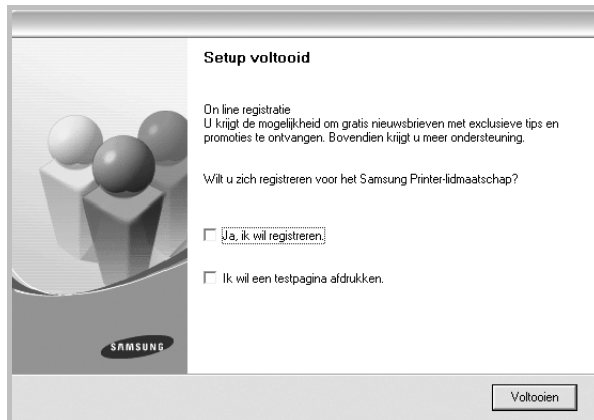 Setup voltooid
On line registratie
U krijgt de mogelijkheid om gratis nieuwsbrieven met exclusieve tips en
promoties te ontvangen. Bovendien krijgt u meer ondersteuning.
Wilt u zich registreren voor het Samsung Printer-lidmaatschap?
Ja, ik wil registreren.
Ik wil een testpagina afdrukken.
SAMSUNG
Voltooien